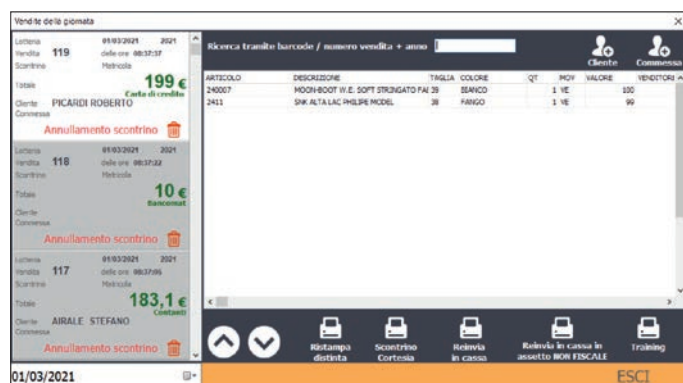 Vendite della giornata
Lotteria 01/03/2021 2021
Vendita 119 delle ore 08:37:37
Scontrino Matricola
Totale 199 €
Carta di credito
Cliente PICARDI ROBERTO
Commessa
Annullamento scontrino
Lotteria 01/03/2021 2021
Vendita 118 delle ore 08:37:22
Scontrino Matricola
Totale 10 €
Bancomat
Cliente
Commessa
Annullamento scontrino
Lotteria 01/03/2021 2021
Vendita 117 delle ore 08:37:06
Scontrino Matricola
Totale 183,1 €
Contanti
Cliente AIRALE STEFANO
Commessa
Annullamento scontrino
01/03/2021
Ricerca tramite barcode / numero vendita + anno
Cliente Commessa
ARTICOLO DESCRIZIONE TAGLIA COLORE QT MOV VALORE VENDITORE
240007 MOON-BOOT W.E. SOFT STRINGATO FAI 39 BIANCO 1 VE 100
2411 SNK ALTA LAC PHILIPE MODEL 38 FANGO 1 VE 99
Ristampa distinta
Scontrino Cortesia
Reinvia in cassa
Reinvia in cassa in assetto NON FISCALE
Training
ESCI